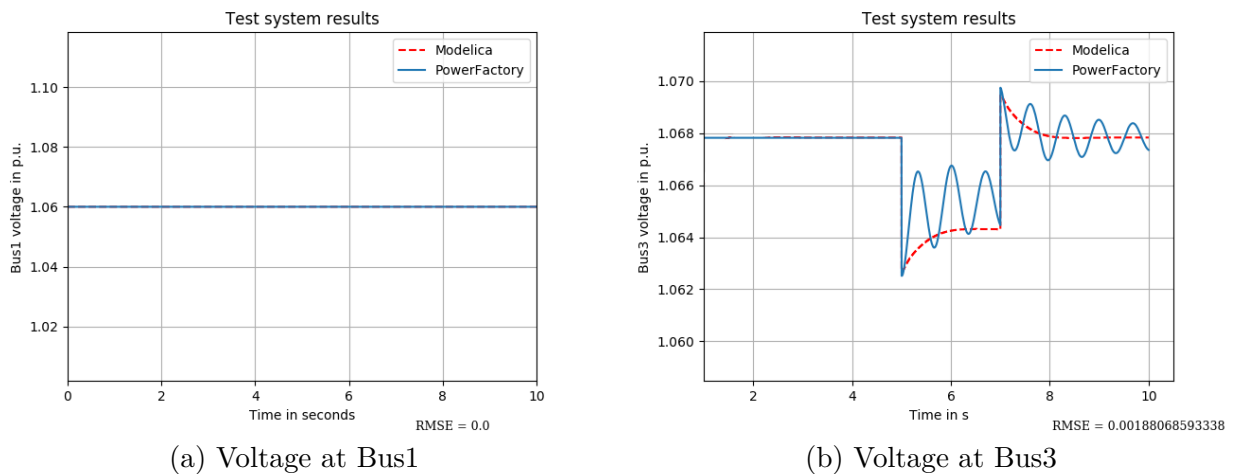 Test system results
Modelica
PowerFactory
1.10
1.08
1.06
1.04
1.02
Bus1 voltage in p.u.
0 2 4 6 8 10
Time in seconds
RMSE = 0.0
(a) Voltage at Bus1
Test system results
Modelica
PowerFactory
1.070
1.068
1.066
1.064
1.062
1.060
Bus3 voltage in p.u.
2 4 6 8 10
Time in s
RMSE = 0.00188068593338
(b) Voltage at Bus3